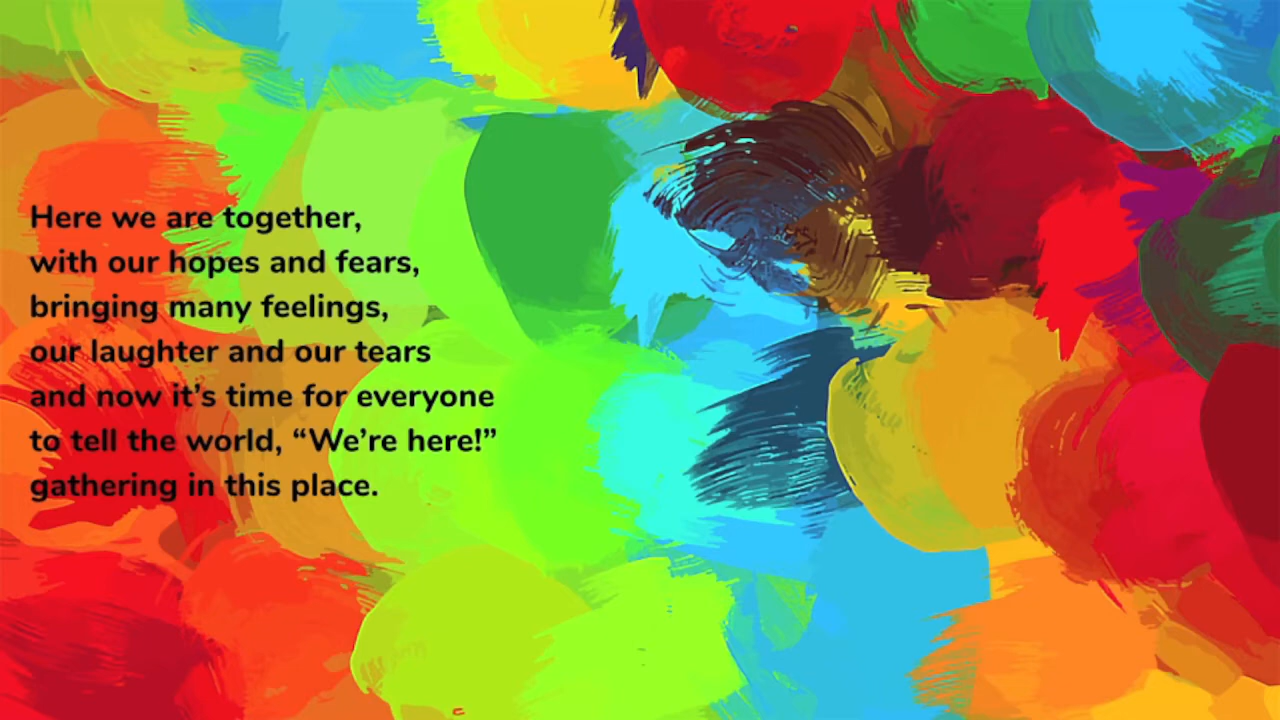 Here we are together,
with our hopes and fears,
bringing many feelings,
our laughter and our tears
and now it’s time for everyone
to tell the world, “We’re here!”
gathering in this place.